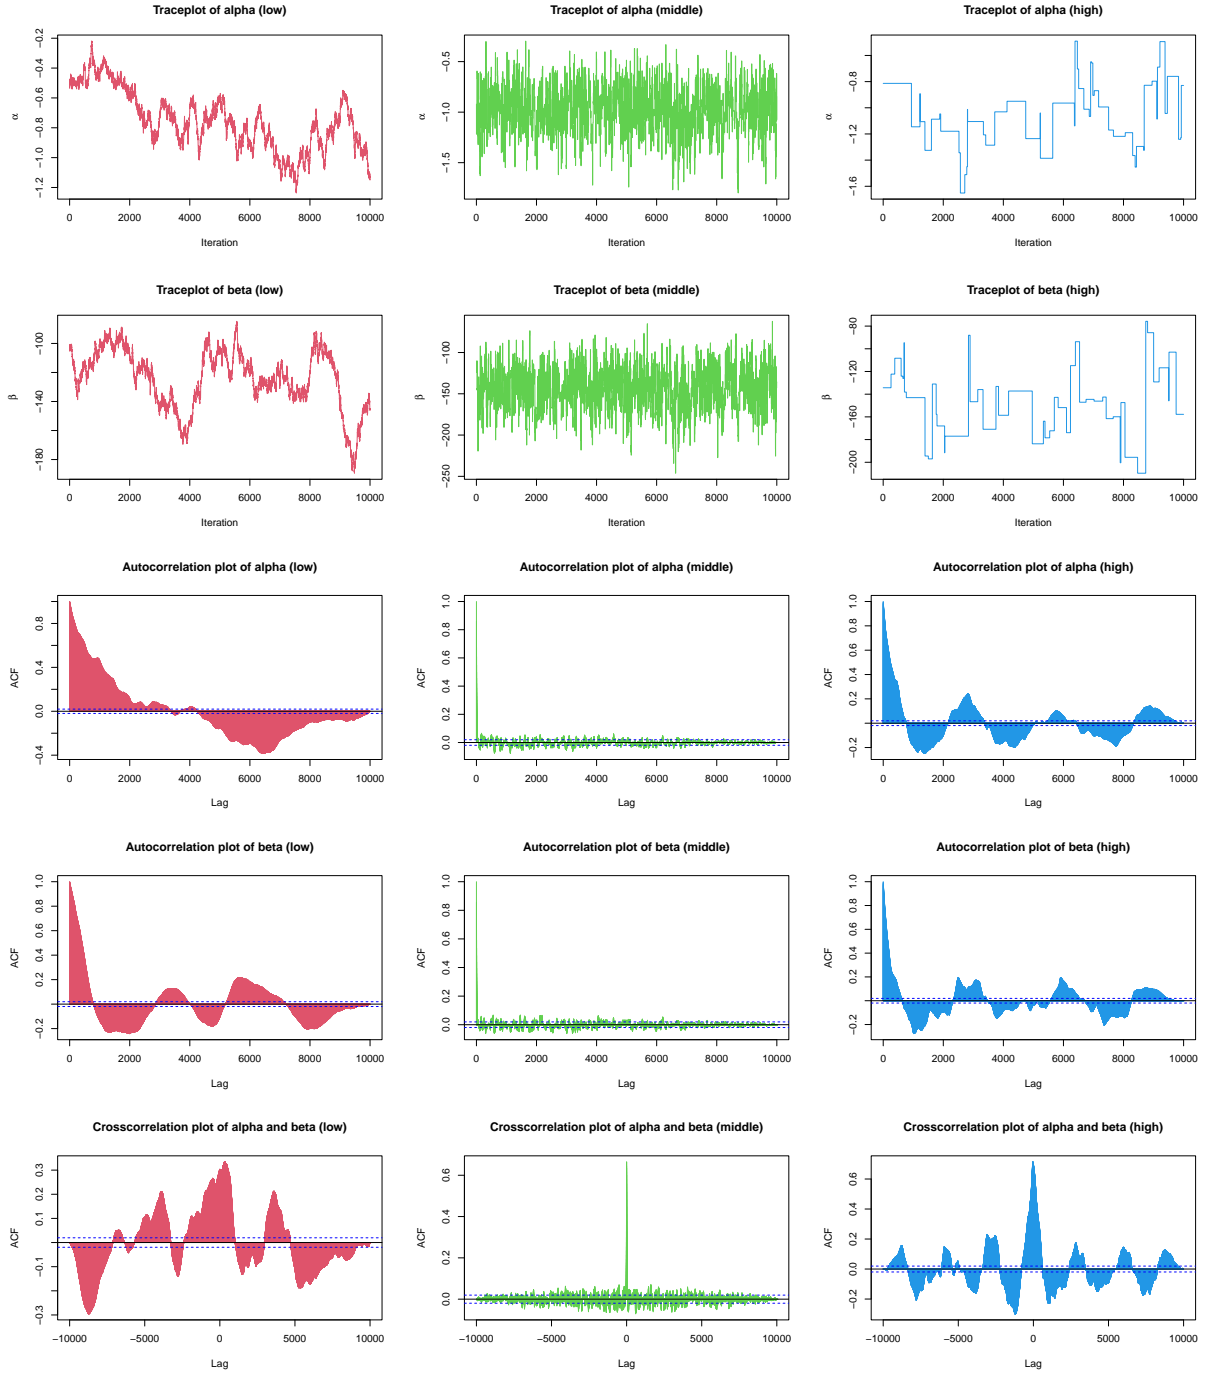 Traceplot of alpha (low)
Traceplot of alpha (middle)
Traceplot of alpha (high)
−0.2
−0.4
−0.6
−0.8
−1.0
−1.2
α
0 2000 4000 6000 8000 10000
Iteration
−0.5
−1.0
−1.5
α
0 2000 4000 6000 8000 10000
Iteration
−0.8
−1.2
−1.6
α
0 2000 4000 6000 8000 10000
Iteration
Traceplot of beta (low)
Traceplot of beta (middle)
Traceplot of beta (high)
−100
−140
−180
β
0 2000 4000 6000 8000 10000
Iteration
−100
−150
−200
−250
β
0 2000 4000 6000 8000 10000
Iteration
−80
−120
−160
−200
β
0 2000 4000 6000 8000 10000
Iteration
Autocorrelation plot of alpha (low)
Autocorrelation plot of alpha (middle)
Autocorrelation plot of alpha (high)
0.8
0.4
0.0
−0.4
ACF
0 2000 4000 6000 8000 10000
Lag
1.0
0.8
0.6
0.4
0.2
0.0
ACF
0 2000 4000 6000 8000 10000
Lag
1.0
0.6
0.2
−0.2
ACF
0 2000 4000 6000 8000 10000
Lag
Autocorrelation plot of beta (low)
Autocorrelation plot of beta (middle)
Autocorrelation plot of beta (high)
1.0
0.8
0.6
0.4
0.2
−0.2
ACF
0 2000 4000 6000 8000 10000
Lag
1.0
0.8
0.6
0.4
0.2
0.0
ACF
0 2000 4000 6000 8000 10000
Lag
1.0
0.6
0.2
−0.2
ACF
0 2000 4000 6000 8000 10000
Lag
Crosscorrelation plot of alpha and beta (low)
Crosscorrelation plot of alpha and beta (middle)
Crosscorrelation plot of alpha and beta (high)
0.3
0.2
0.1
−0.1
−0.3
ACF
−10000 −5000 0 5000 10000
Lag
0.6
0.4
0.2
0.0
ACF
−10000 −5000 0 5000 10000
Lag
0.6
0.4
0.2
0.0
−0.2
ACF
−10000 −5000 0 5000 10000
Lag